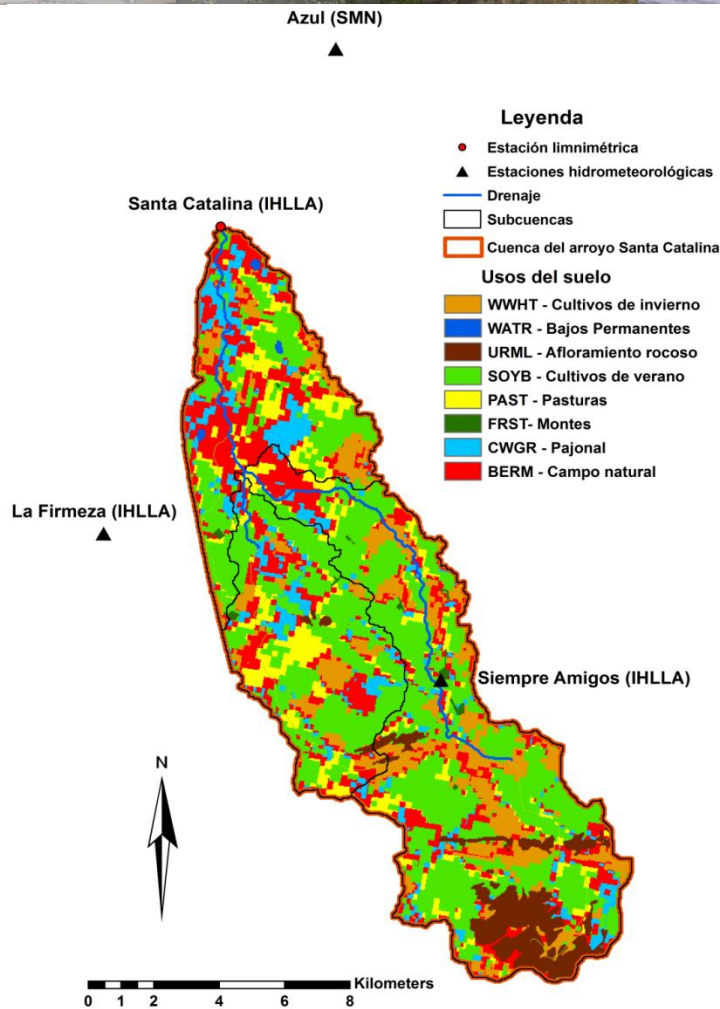 Azul (SMN)
Leyenda
Estación limnimétrica
Estaciones hidrometeorológicas
Drenaje
Subcuencas
Cuenca del arroyo Santa Catalina
Usos del suelo
WWHT - Cultivos de invierno
WATR - Bajos Permanentes
URML - Afloramiento rocoso
SOYB - Cultivos de verano
PAST - Pasturas
FRST- Montes
CWGR - Pajonal
BERM - Campo natural
Santa Catalina (IHLLA)
La Firmeza (IHLLA)
Siempre Amigos (IHLLA)
N
Kilometers
0 1 2 4 6 8